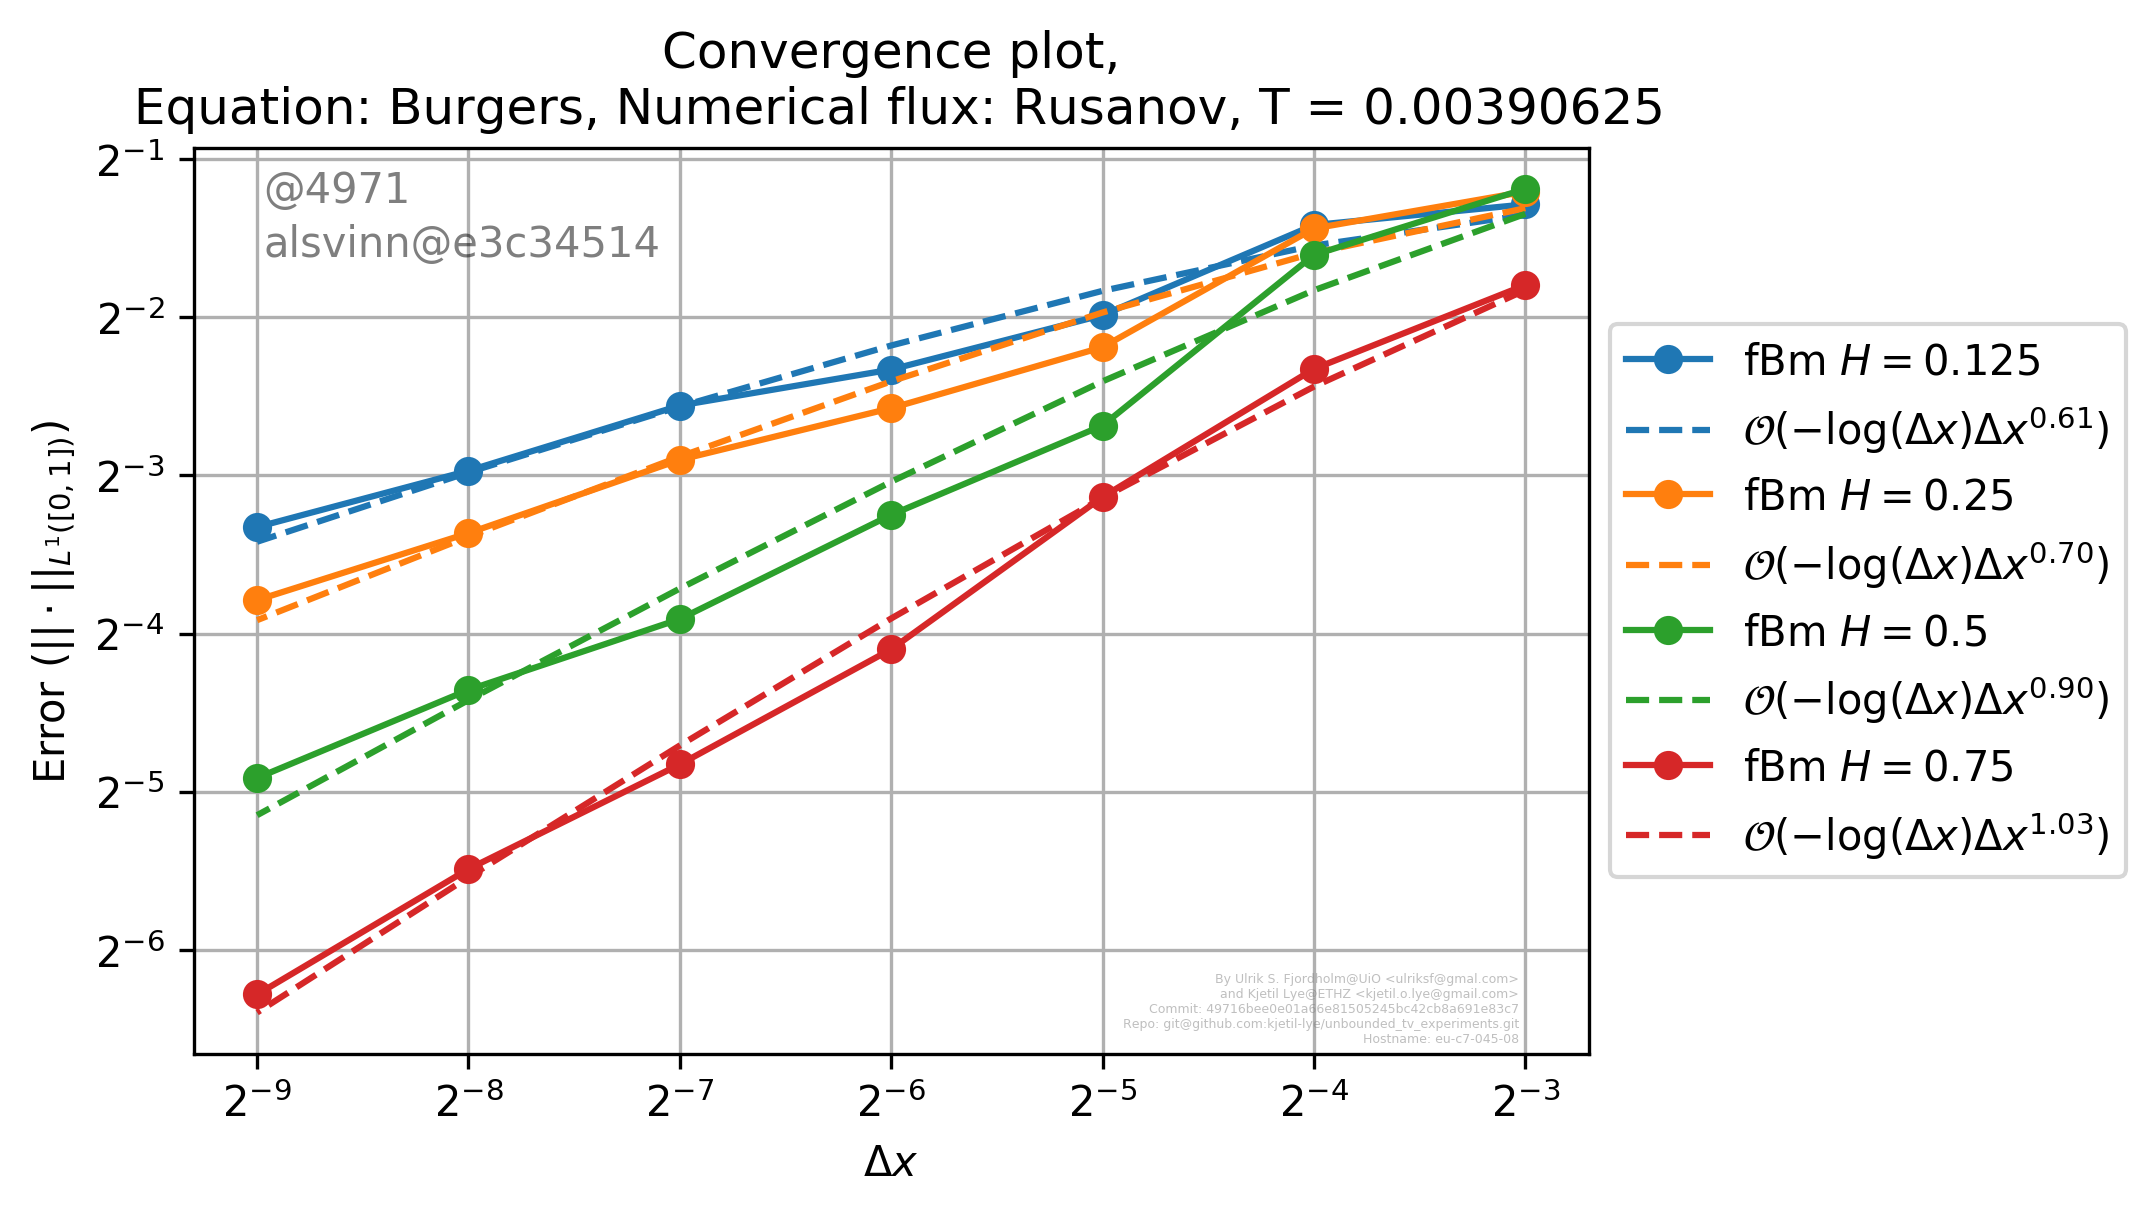 Convergence plot,
Equation: Burgers, Numerical flux: Rusanov, T = 0.00390625
@4971
alsvinn@e3c34514
Error (|| · ||_{L^1([0, 1])})
2^{-1}
2^{-2}
2^{-3}
2^{-4}
2^{-5}
2^{-6}
2^{-9} 2^{-8} 2^{-7} 2^{-6} 2^{-5} 2^{-4} 2^{-3}
Δx
fBm H = 0.125
𝒪(−log(Δx)Δx^{0.61})
fBm H = 0.25
𝒪(−log(Δx)Δx^{0.70})
fBm H = 0.5
𝒪(−log(Δx)Δx^{0.90})
fBm H = 0.75
𝒪(−log(Δx)Δx^{1.03})
By Ulrik S. Fjordholm@UiO <ulriksf@gmal.com>
and Kjetil Lye@ETHZ <kjetil.o.lye@gmail.com>
Commit: 49716bee0e01a66e81505245bc42cb8a691e83c7
Repo: git@github.com:kjetil-lye/unbounded_tv_experiments.git
Hostname: eu-c7-045-08